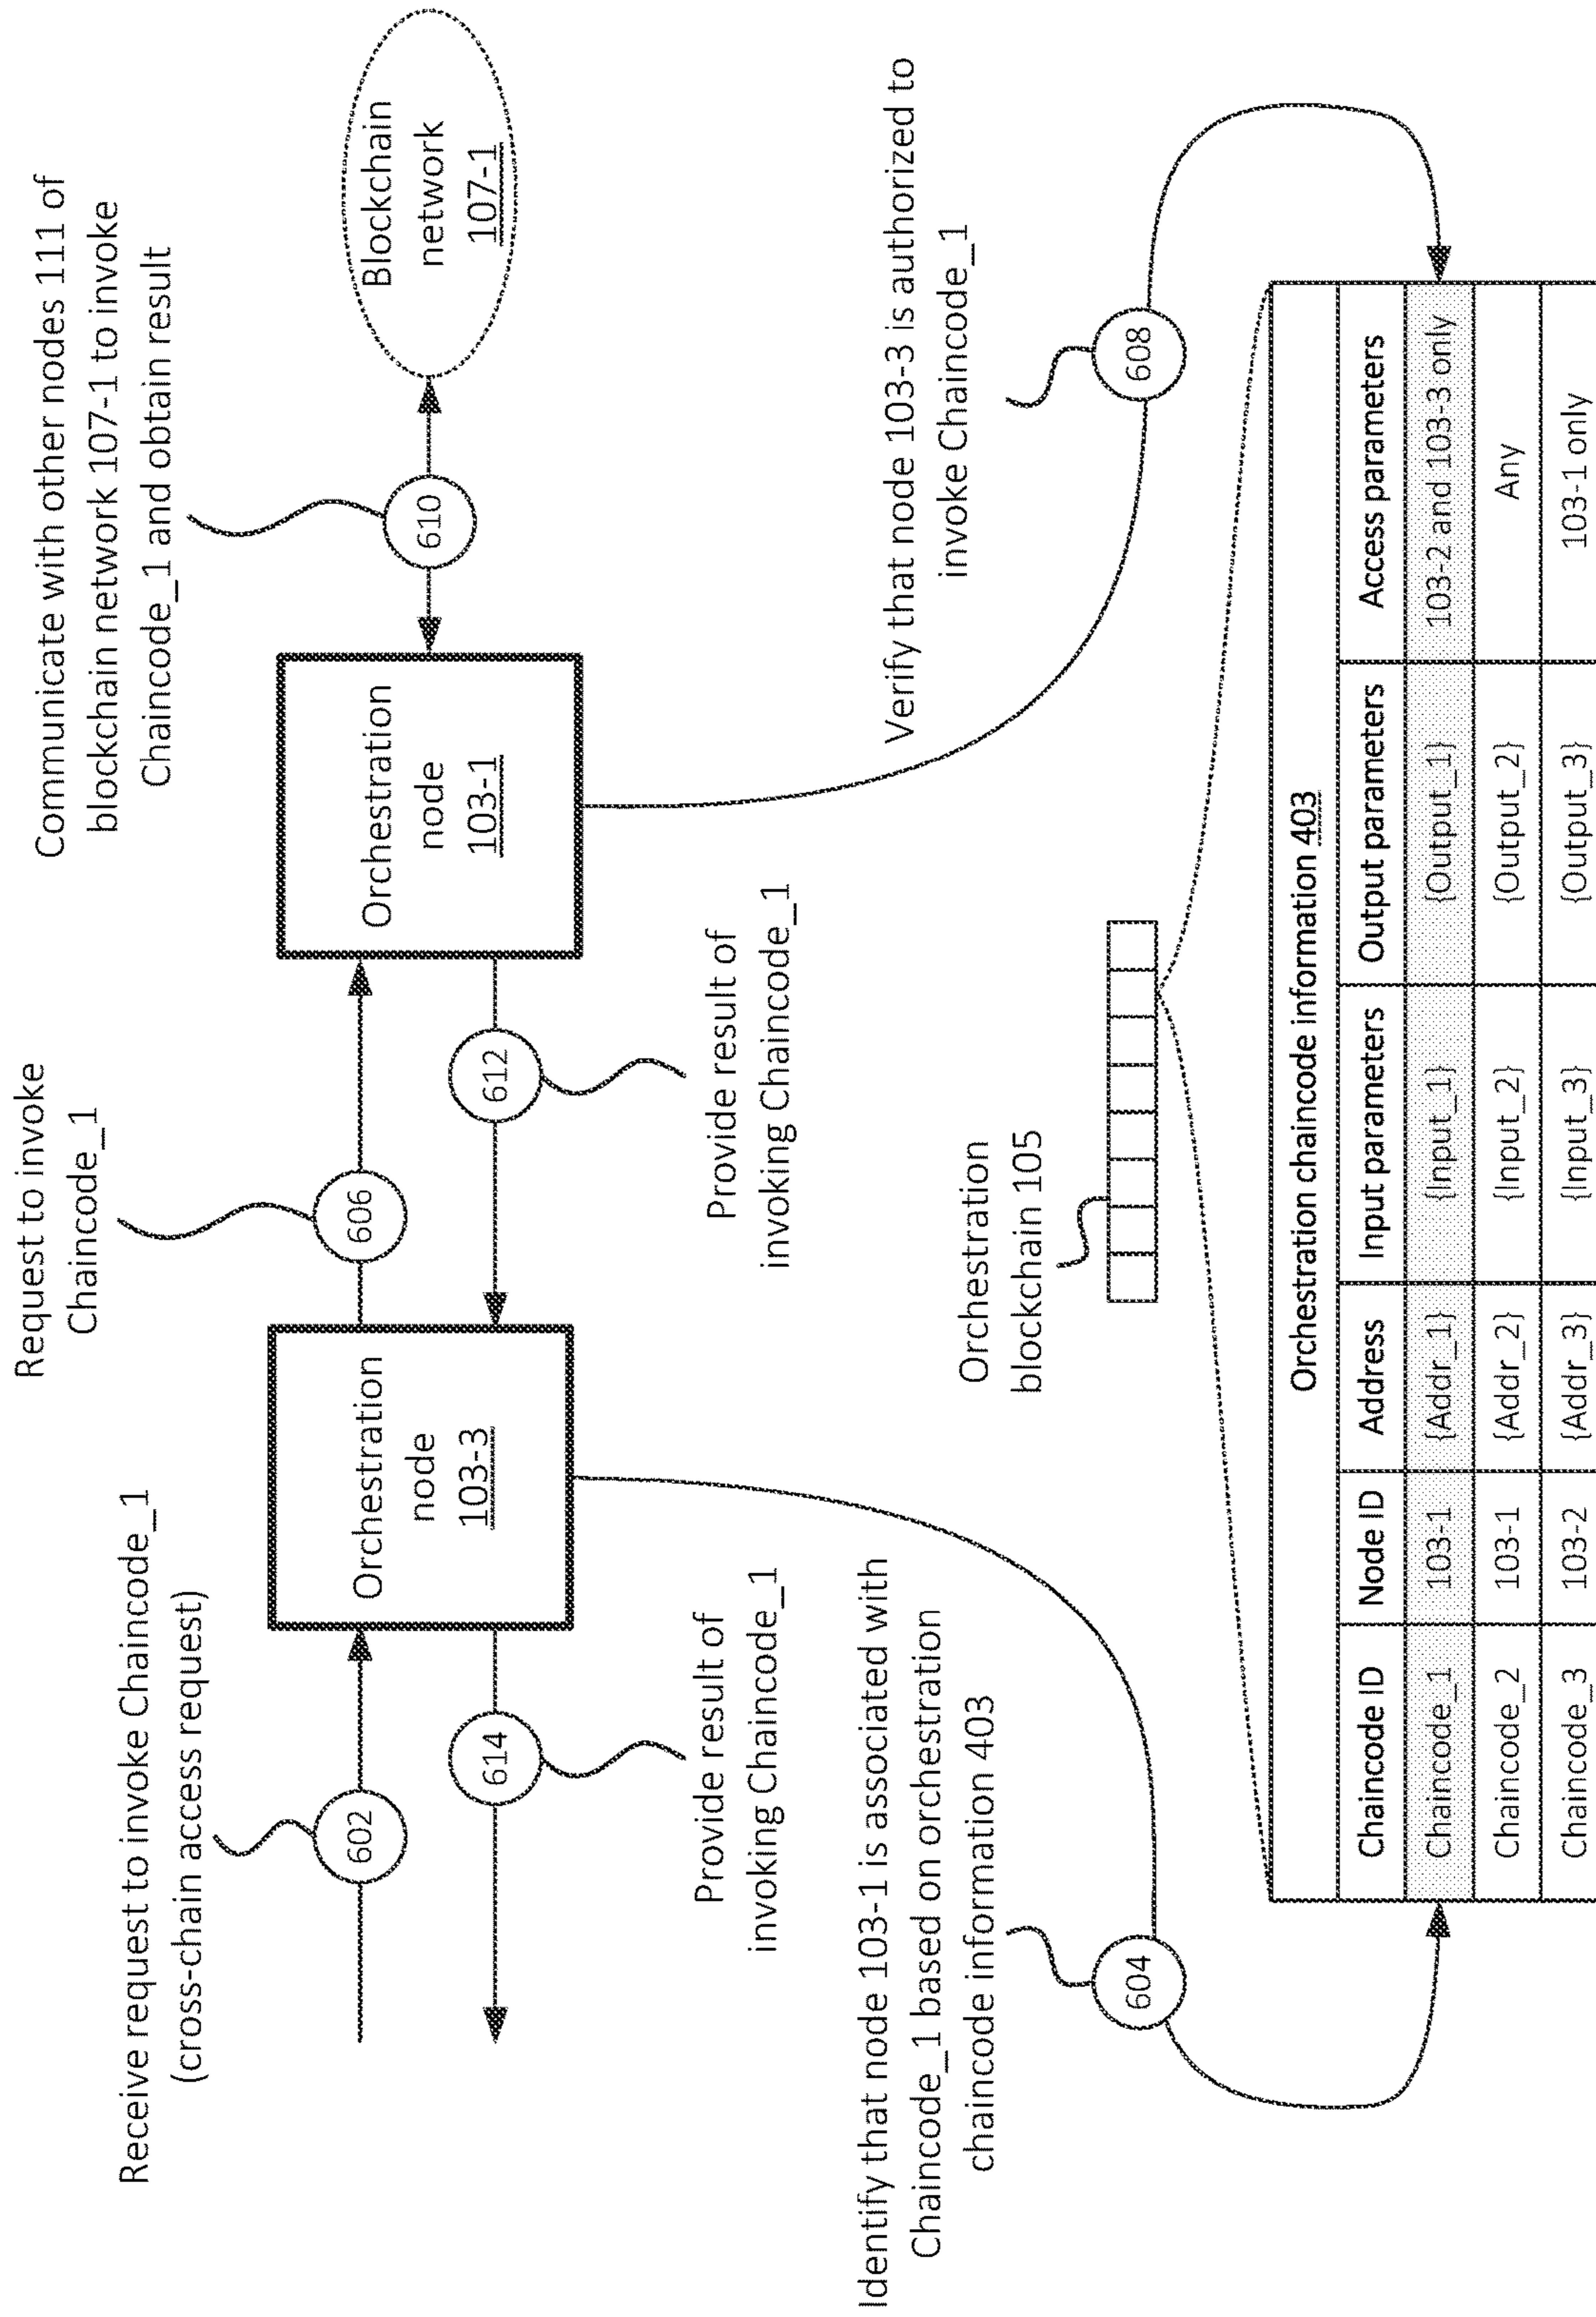 Receive request to invoke Chaincode_1
(cross-chain access request)
602
Request to invoke
Chaincode_1
606
Communicate with other nodes 111 of
blockchain network 107-1 to invoke
Chaincode_1 and obtain result
610
Orchestration
node
103-3
Orchestration
node
103-1
Blockchain
network
107-1
614
Provide result of
invoking Chaincode_1
612
Provide result of
invoking Chaincode_1
Identify that node 103-1 is associated with
Chaincode_1 based on orchestration
chaincode information 403
604
Orchestration
blockchain 105
Verify that node 103-3 is authorized to
invoke Chaincode_1
608
Orchestration chaincode information 403
Chaincode ID Node ID Address Input parameters Output parameters Access parameters
Chaincode_1 103-1 {Addr_1} {Input_1} {Output_1} 103-2 and 103-3 only
Chaincode_2 103-1 {Addr_2} {Input_2} {Output_2} Any
Chaincode_3 103-2 {Addr_3} {Input_3} {Output_3} 103-1 only